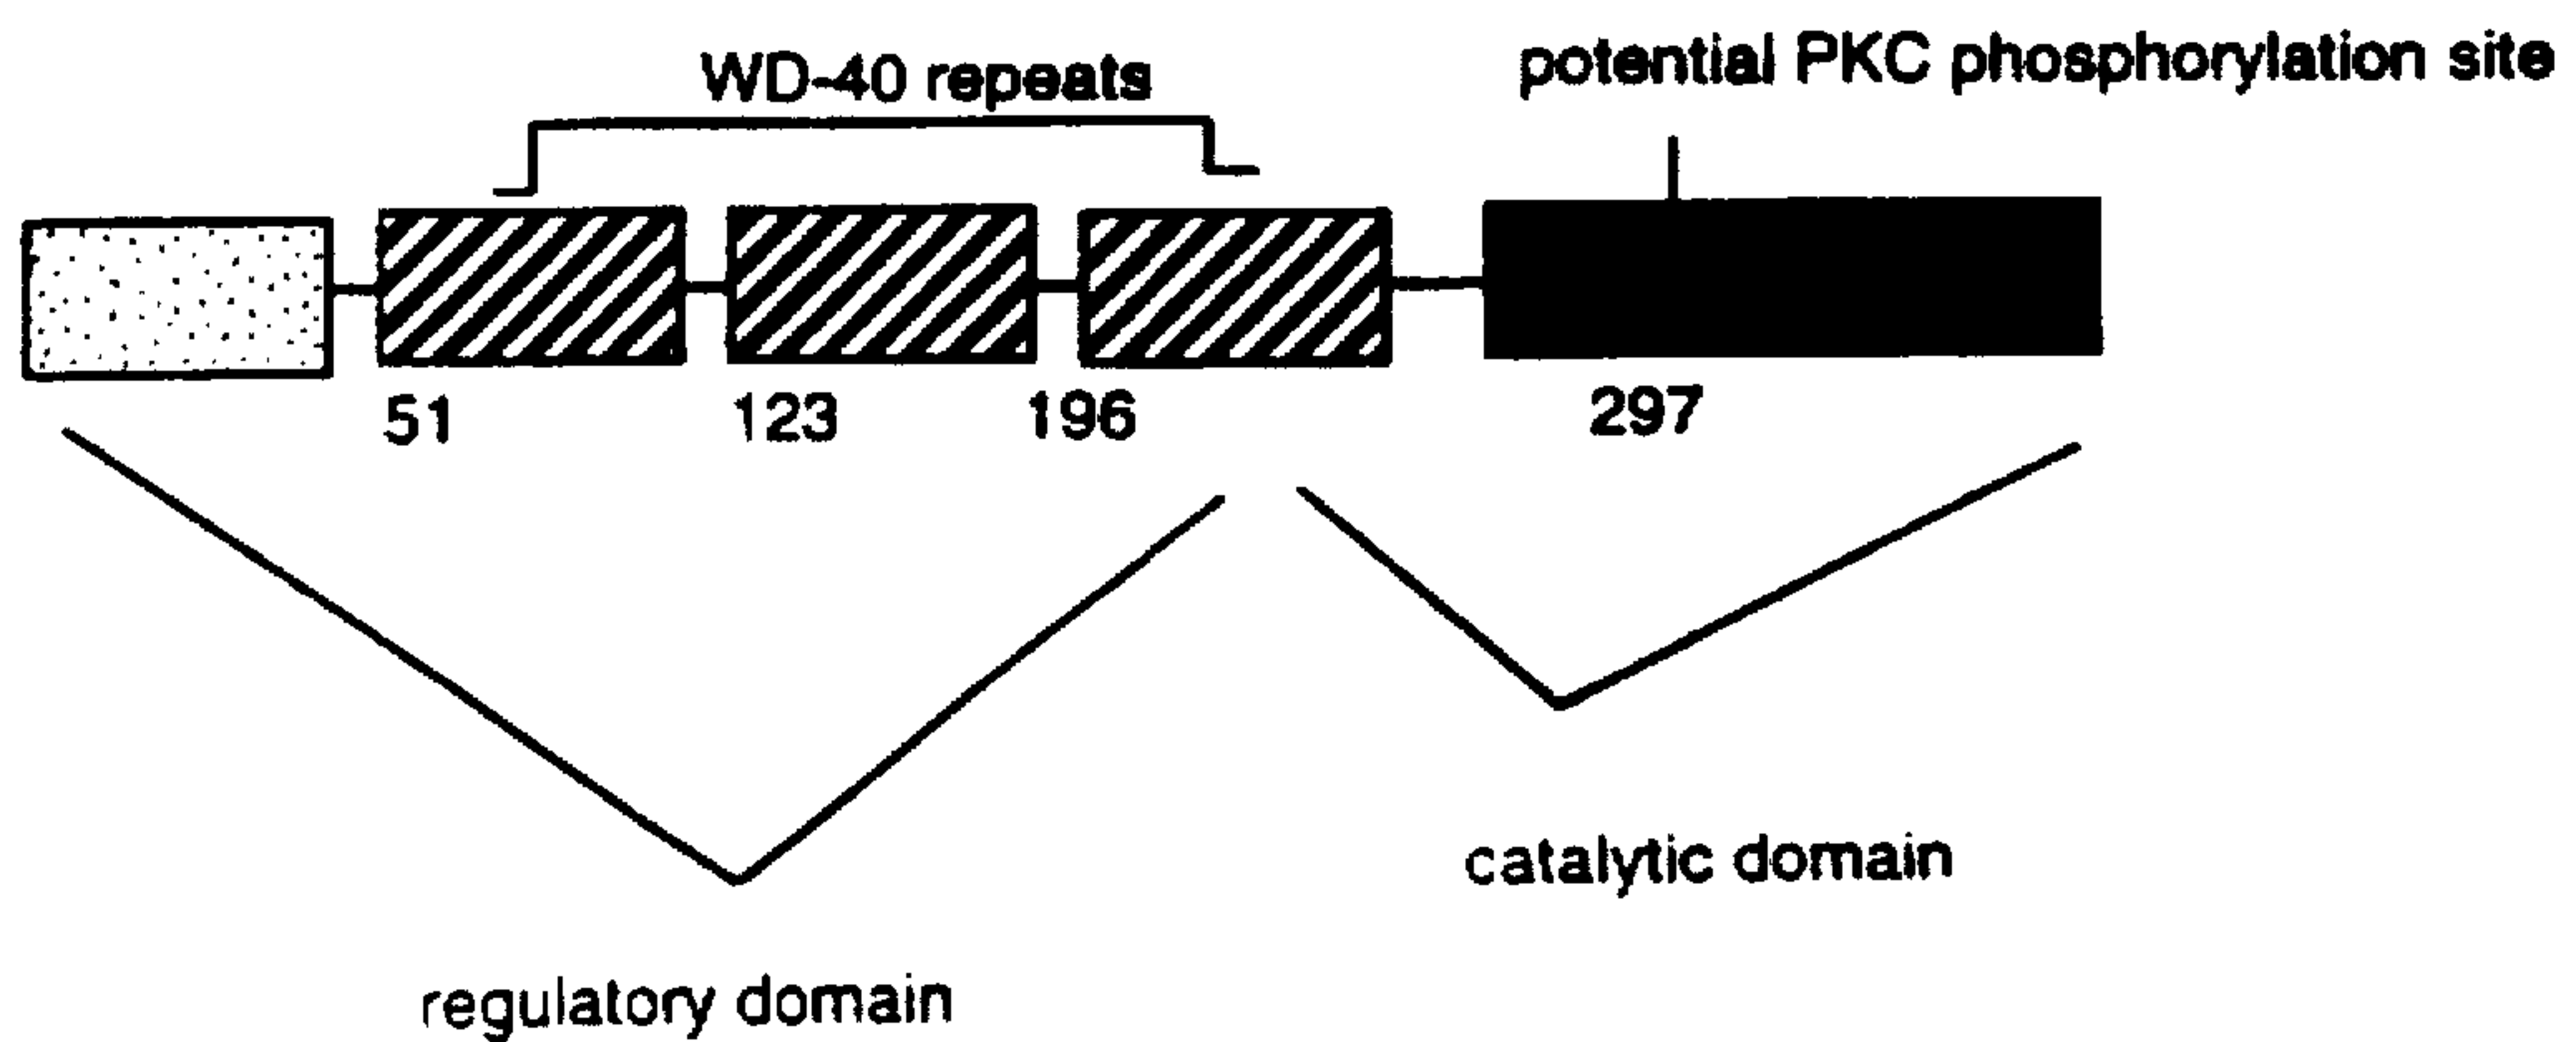 WD-40 repeats
potential PKC phosphorylation site
51 123 196 297
catalytic domain
regulatory domain